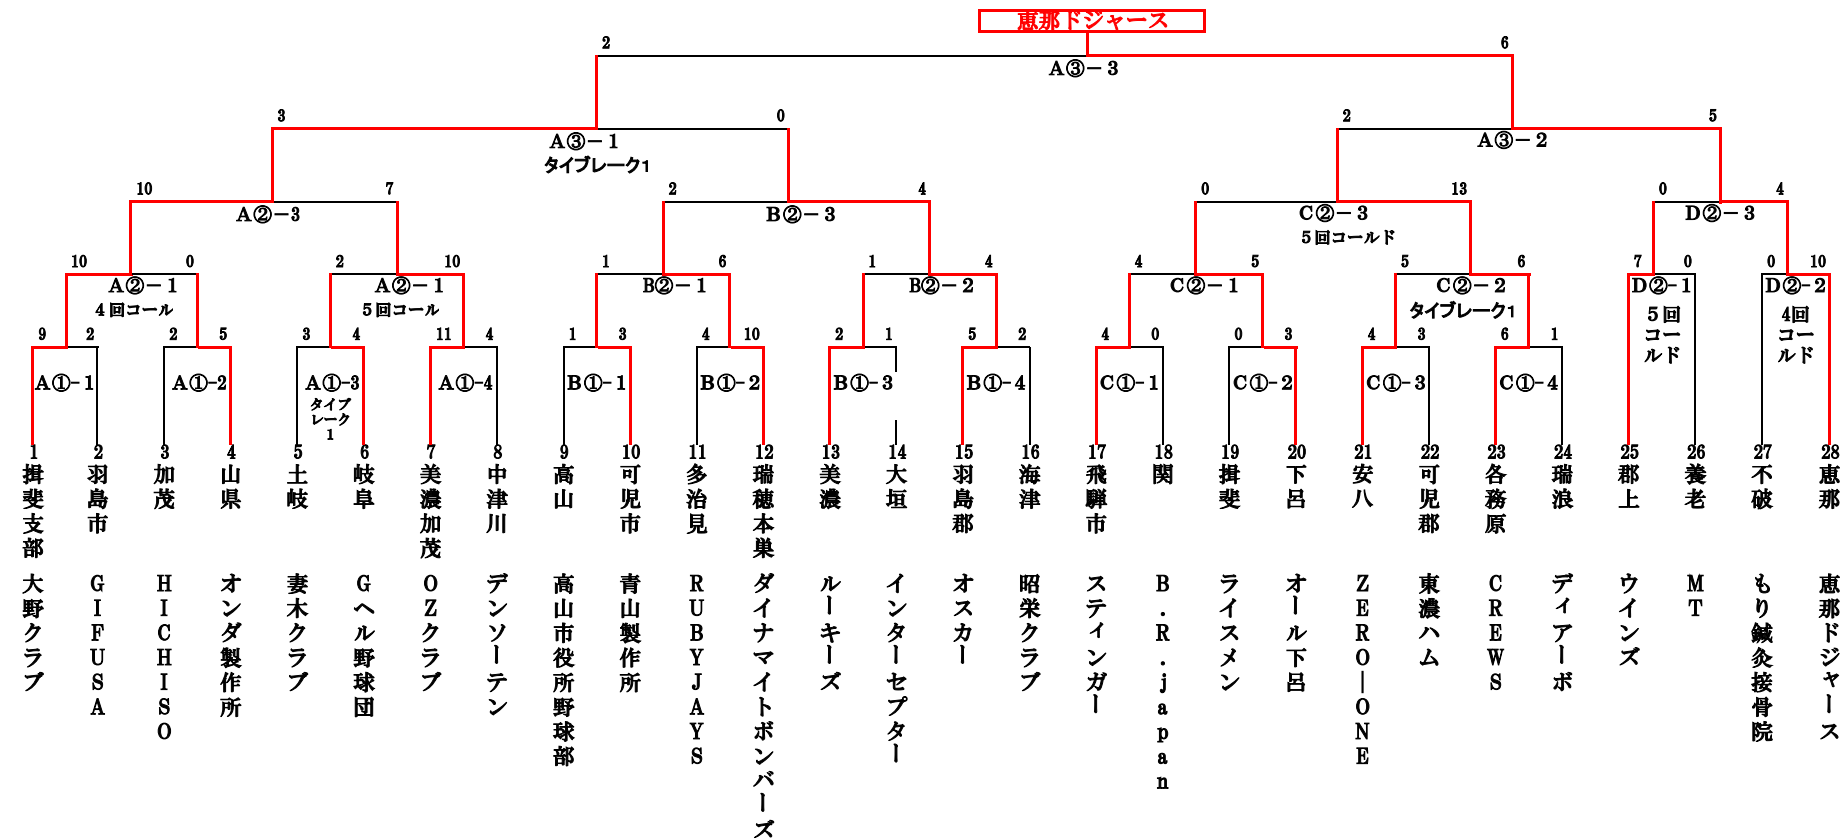 恵那ドジャース
2 6
A③-3
3 0 2 5
A③-1 A③-2
タイブレーク1
10 7 2 4 0 13 0 4
A②-3 B②-3 C②-3 D②-3
5回コールド
10 0 2 10 1 6 1 4 4 5 5 6 7 0 0 10
A②-1 A②-1 B②-1 B②-2 C②-1 C②-2 D②-1 D②-2
4回コール 5回コール タイブレーク1 5回コールド 4回コールド
9 2 2 5 3 4 11 4 1 3 4 10 2 1 5 2 4 0 0 3 4 3 6 1
A①-1 A①-2 A①-3 A①-4 B①-1 B①-2 B①-3 B①-4 C①-1 C①-2 C①-3 C①-4
タイブレーク1
1 揖斐支部 大野クラブ
2 羽島市 GIFUSA
3 加茂 HICHISO
4 山県 オンダ製作所
5 土岐 妻木クラブ
6 岐阜 Gヘル野球団
7 美濃加茂 OZクラブ
8 中津川 デンソーテン
9 高山 高山市役所野球部
10 可児市 青山製作所
11 多治見 RUBYJAYS
12 瑞穂本巣 ダイナマイトボンバーズ
13 美濃 ルーキーズ
14 大垣 インターセプター
15 羽島郡 オスカー
16 海津 昭栄クラブ
17 飛騨市 スティンガー
18 関 B.R.japan
19 揖斐 ライスメン
20 下呂 オール下呂
21 安八 ZERO―ONE
22 可児郡 東濃ハム
23 各務原 CREWS
24 瑞浪 ディアーボ
25 郡上 ウインズ
26 養老 MT
27 不破 もり鍼灸接骨院
28 恵那 恵那ドジャース